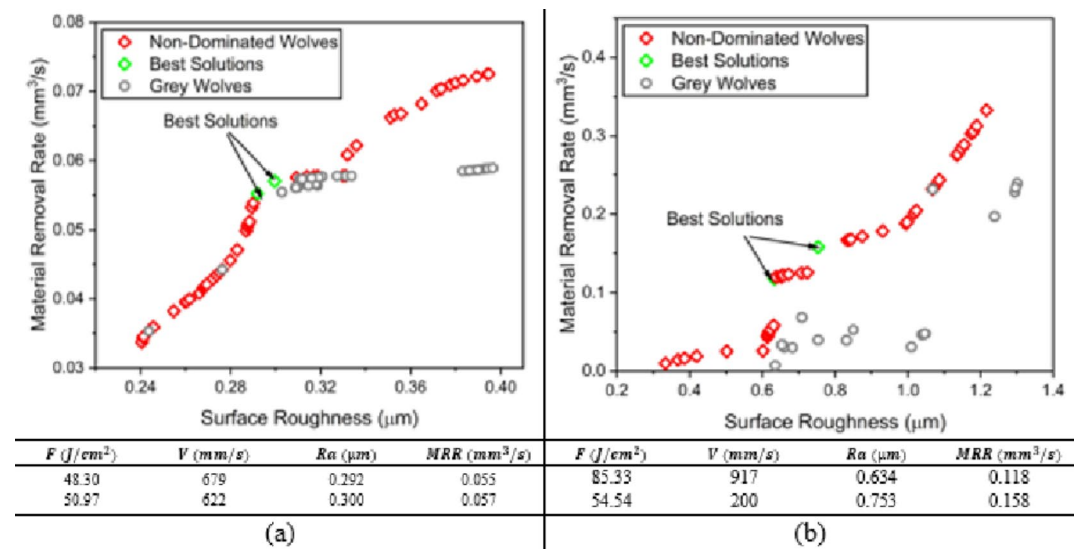 0.08
0.07
0.06
0.05
0.04
0.03
Material Removal Rate (mm³/s)
Non-Dominated Wolves
Best Solutions
Grey Wolves
Best Solutions
0.24 0.28 0.32 0.36 0.40
Surface Roughness (μm)
F (J/cm²) V (mm/s) Ra (μm) MRR (mm³/s)
48.30 679 0.292 0.055
50.97 622 0.300 0.057
(a)
0.4
0.3
0.2
0.1
0.0
Material Removal Rate (mm³/s)
Non-Dominated Wolves
Best Solutions
Grey Wolves
Best Solutions
0.2 0.4 0.6 0.8 1.0 1.2 1.4
Surface Roughness (μm)
F (J/cm²) V (mm/s) Ra (μm) MRR (mm³/s)
85.33 917 0.634 0.118
54.54 200 0.753 0.158
(b)